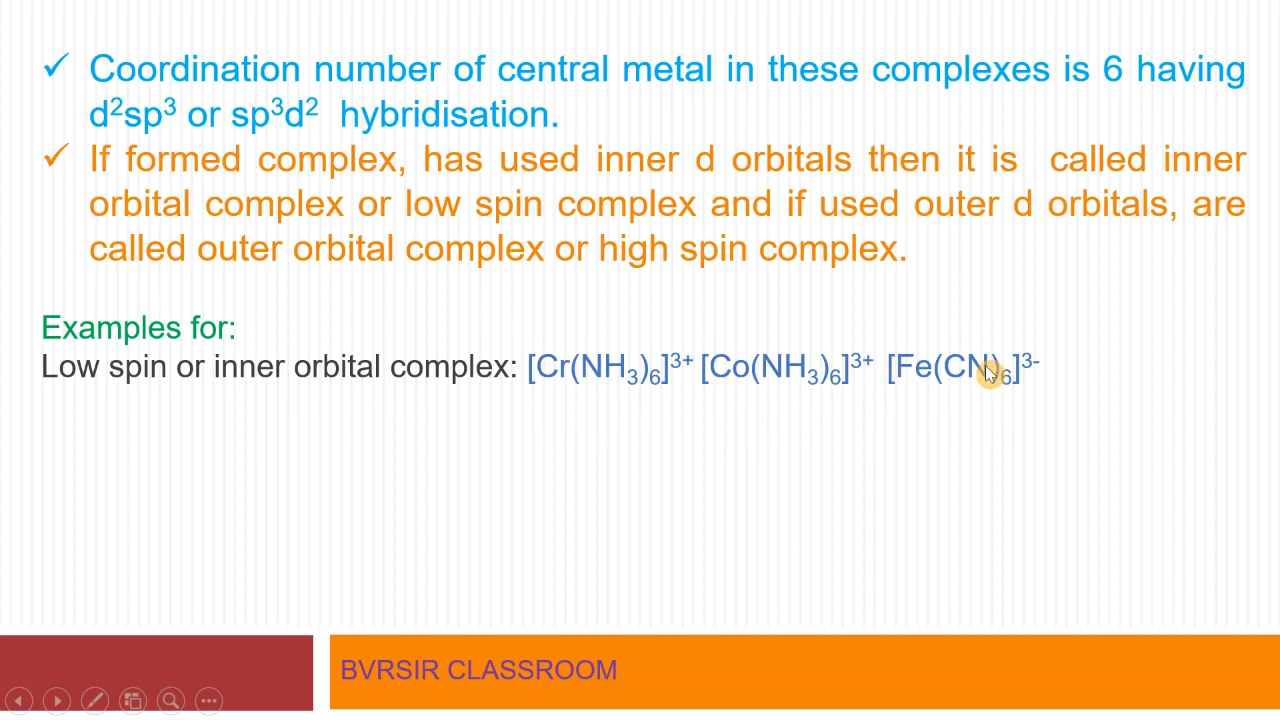 ✓ Coordination number of central metal in these complexes is 6 having
d²sp³ or sp³d² hybridisation.
✓ If formed complex, has used inner d orbitals then it is called inner
orbital complex or low spin complex and if used outer d orbitals, are
called outer orbital complex or high spin complex.
Examples for:
Low spin or inner orbital complex: [Cr(NH₃)₆]³⁺ [Co(NH₃)₆]³⁺ [Fe(CN)₆]³⁻
BVRSIR CLASSROOM